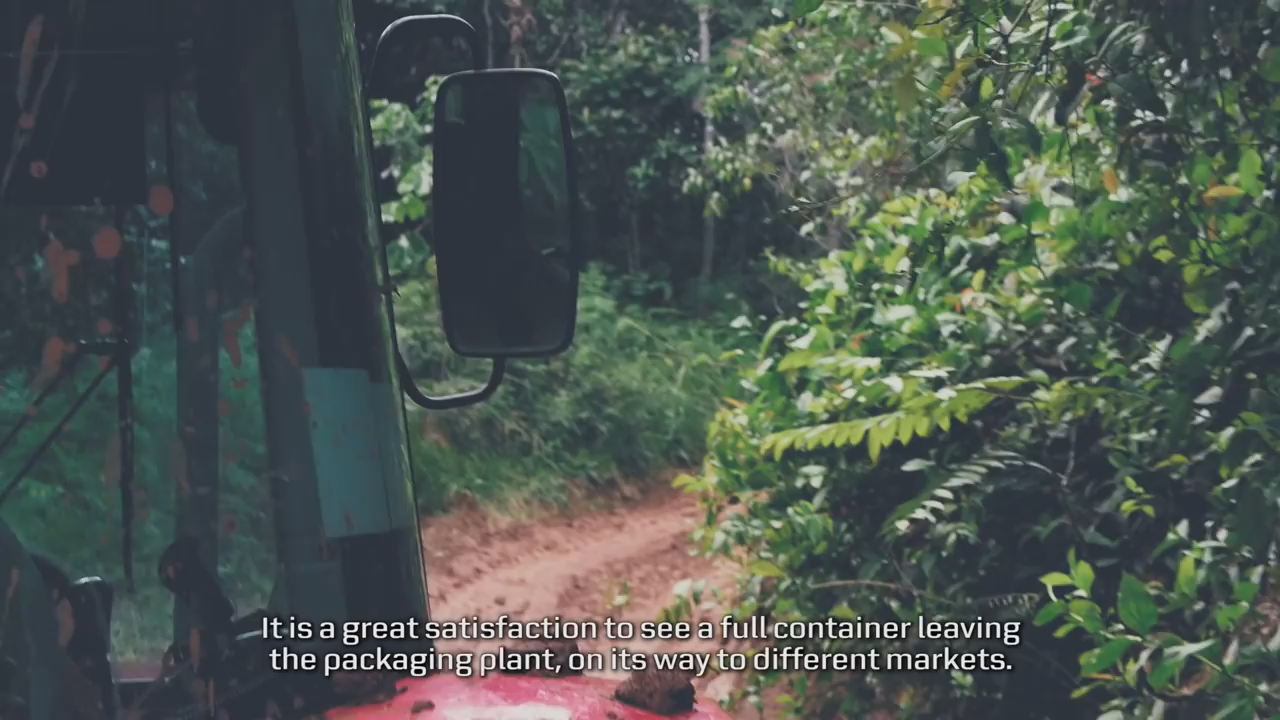 It is a great satisfaction to see a full container leaving
the packaging plant, on its way to different markets.